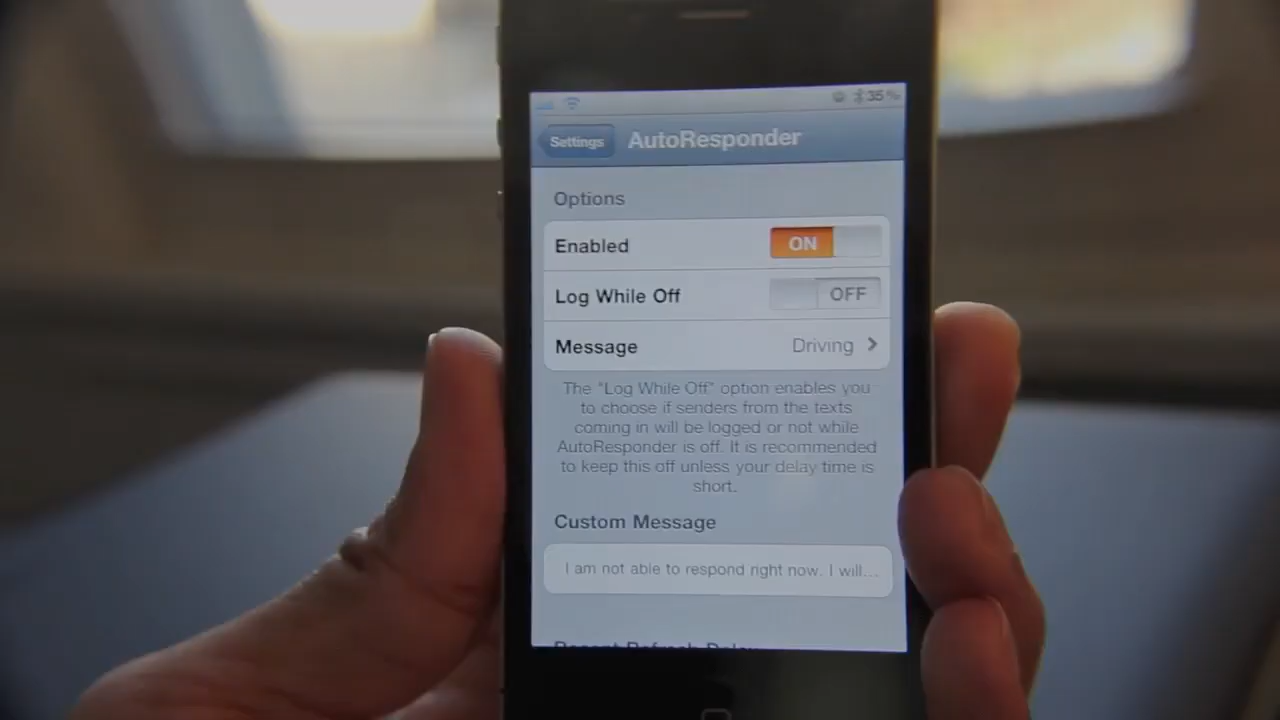 35%
Settings
AutoResponder
Options
Enabled ON
Log While Off OFF
Message Driving
The "Log While Off" option enables you
to choose if senders from the texts
coming in will be logged or not while
AutoResponder is off. It is recommended
to keep this off unless your delay time is
short.
Custom Message
I am not able to respond right now. I will...
Recent Refresh Delay